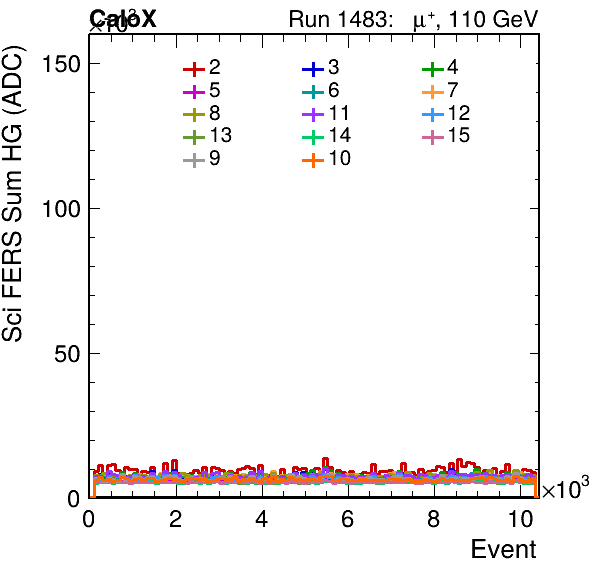 ×10³ CaloX Run 1483: μ⁺, 110 GeV
Sci FERS Sum HG (ADC)
150
100
50
0
2 3 4
5 6 7
8 11 12
13 14 15
9 10
0 2 4 6 8 10 ×10³
Event